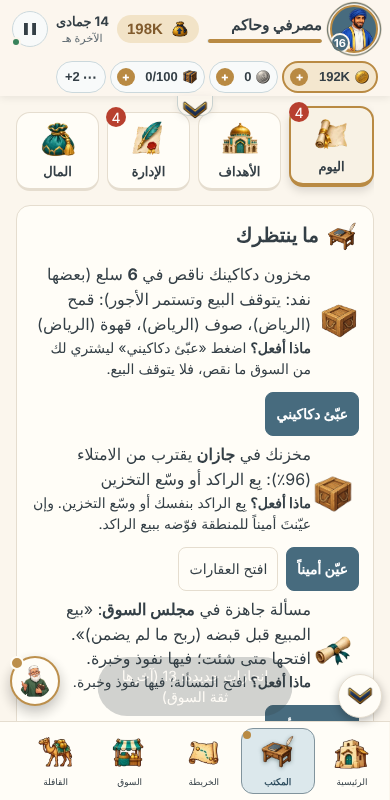 مصرفي وحاكم
16
198K
14 جمادى
الآخرة هـ
192K
0
0/100
+2 ···
4
اليوم
الأهداف
4
الإدارة
المال
ما ينتظرك
مخزون دكاكينك ناقص في 6 سلع (بعضها
نفد: يتوقف البيع وتستمر الأجور): قمح
(الرياض)، صوف (الرياض)، قهوة (الرياض)
ماذا أفعل؟ اضغط «عبّئ دكاكيني» ليشتري لك
من السوق ما نقص، فلا يتوقف البيع.
عبّئ دكاكيني
مخزنك في جازان يقترب من الامتلاء
(96٪): بِع الراكد أو وسّع التخزين
ماذا أفعل؟ بِع الراكد بنفسك أو وسّع التخزين. وإن
عيّنتَ أميناً للمنطقة فوّضه ببيع الراكد.
عيّن أميناً
افتح العقارات
مسألة جاهزة في مجلس السوق: «بيع
المبيع قبل قبضه (ربح ما لم يضمن)».
افتحها متى شئت؛ فيها نفوذ وخبرة.
ماذا أفعل؟ افتح المسألة؛ فيها نفوذ وخبرة.
ثقة السوق)
الرئيسية
المكتب
الخريطة
السوق
القافلة